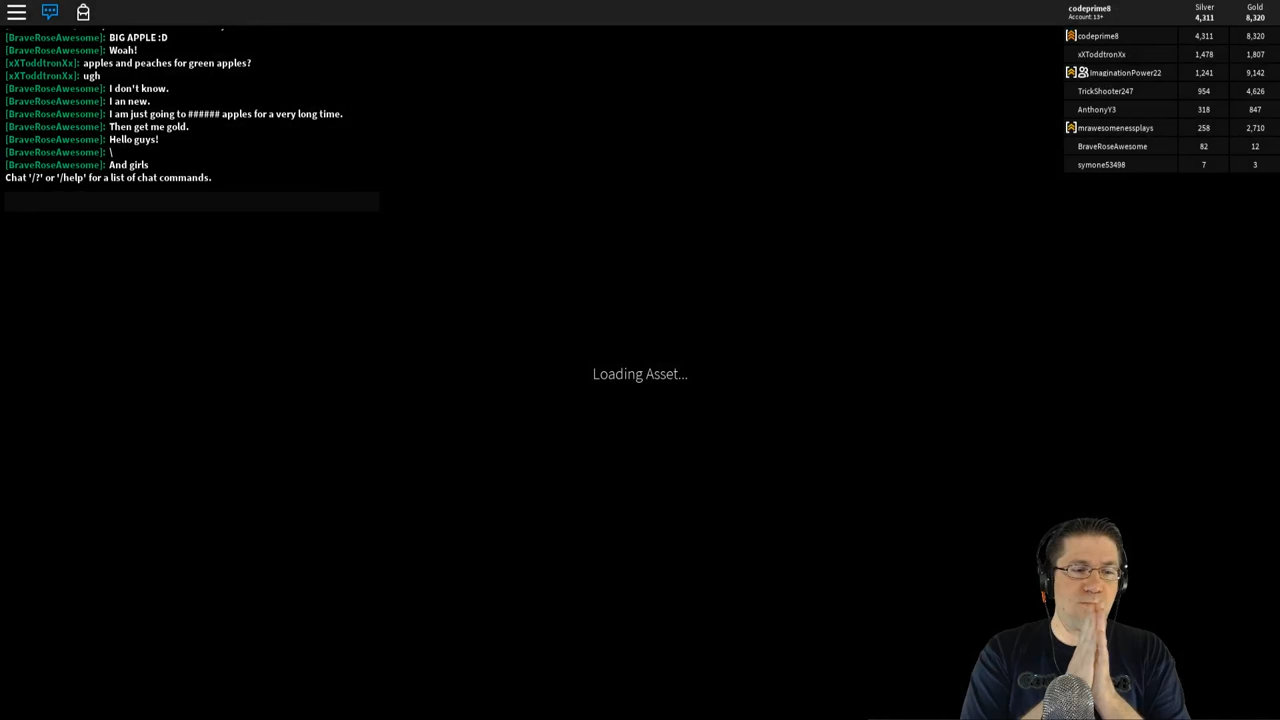 codeprime8
Account: 13+
Silver
4,311
Gold
8,320
[BraveRoseAwesome]: BIG APPLE :D
[BraveRoseAwesome]: Woah!
[xXToddtronXx]: apples and peaches for green apples?
[xXToddtronXx]: ugh
[BraveRoseAwesome]: I don't know.
[BraveRoseAwesome]: I an new.
[BraveRoseAwesome]: I am just going to ###### apples for a very long time.
[BraveRoseAwesome]: Then get me gold.
[BraveRoseAwesome]: Hello guys!
[BraveRoseAwesome]: \
[BraveRoseAwesome]: And girls
Chat '/?' or '/help' for a list of chat commands.
codeprime8 4,311 8,320
xXToddtronXx 1,478 1,807
ImaginationPower22 1,241 9,142
TrickShooter247 954 4,626
AnthonyY3 318 847
mrawesomenessplays 258 2,710
BraveRoseAwesome 82 12
symone53498 7 3
Loading Asset...